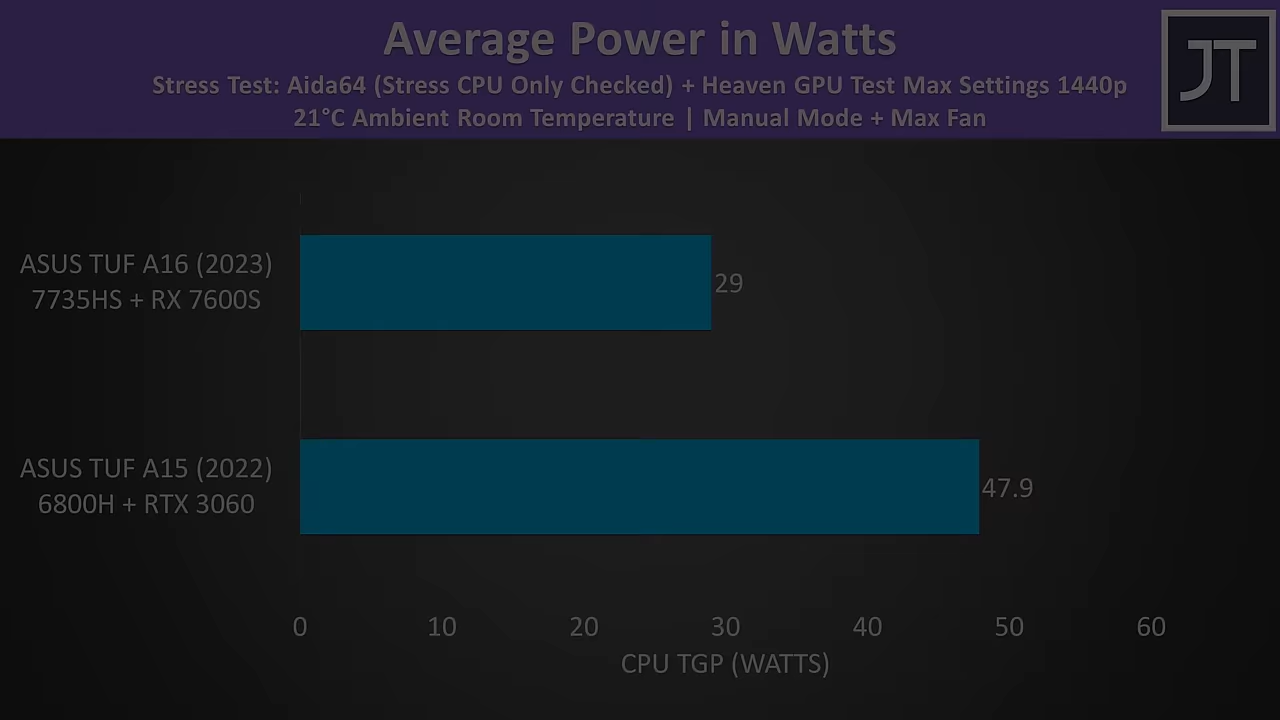 Average Power in Watts
JT
Stress Test: Aida64 (Stress CPU Only Checked) + Heaven GPU Test Max Settings 1440p
21°C Ambient Room Temperature | Manual Mode + Max Fan
ASUS TUF A16 (2023)
7735HS + RX 7600S
29
ASUS TUF A15 (2022)
6800H + RTX 3060
47.9
0 10 20 30 40 50 60
CPU TGP (WATTS)